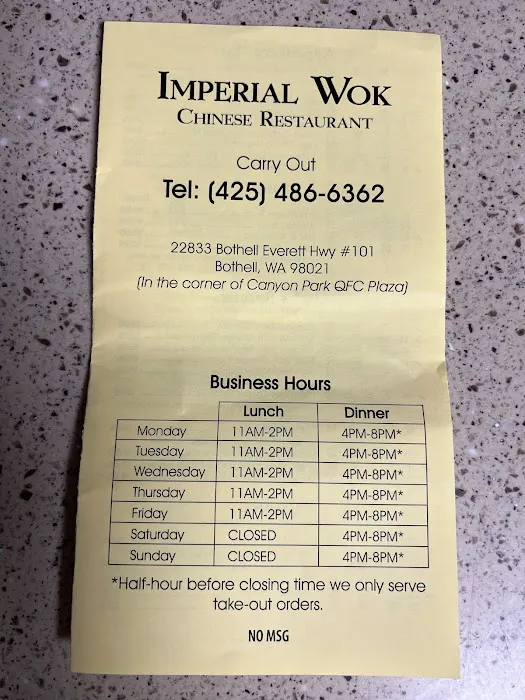 IMPERIAL WOK
CHINESE RESTAURANT
Carry Out
Tel: (425) 486-6362
22833 Bothell Everett Hwy #101
Bothell, WA 98021
(In the corner of Canyon Park QFC Plaza)
Business Hours
Lunch Dinner
Monday 11AM-2PM 4PM-8PM*
Tuesday 11AM-2PM 4PM-8PM*
Wednesday 11AM-2PM 4PM-8PM*
Thursday 11AM-2PM 4PM-8PM*
Friday 11AM-2PM 4PM-8PM*
Saturday CLOSED 4PM-8PM*
Sunday CLOSED 4PM-8PM*
*Half-hour before closing time we only serve
take-out orders.
NO MSG